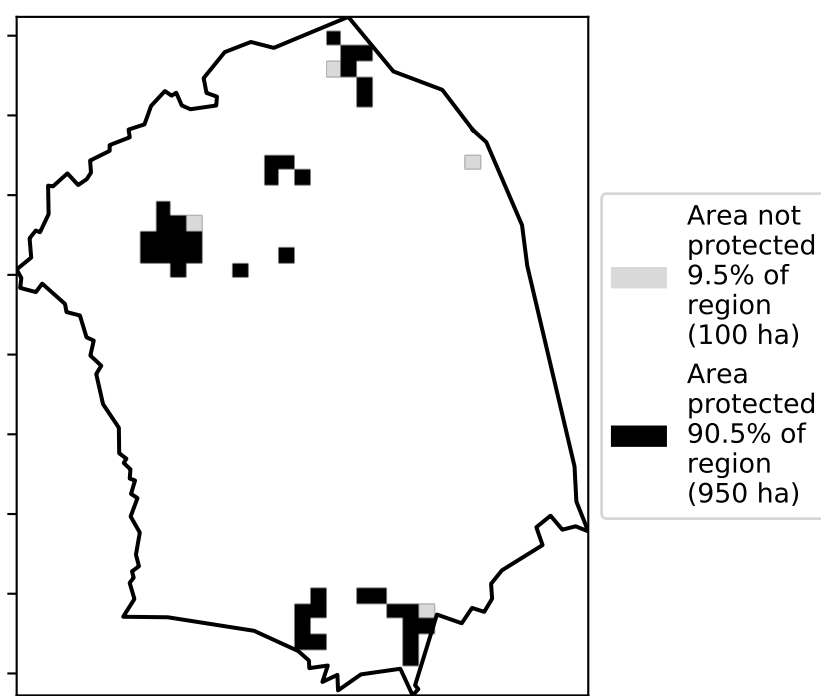 Area not
protected
9.5% of
region
(100 ha)
Area
protected
90.5% of
region
(950 ha)